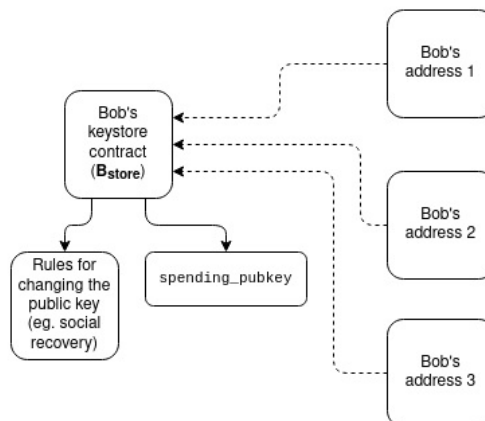 Bob's
address 1
Bob's
keystore
contract
(Bstore)
Bob's
address 2
Rules for
changing the
public key
(eg. social
recovery)
spending_pubkey
Bob's
address 3